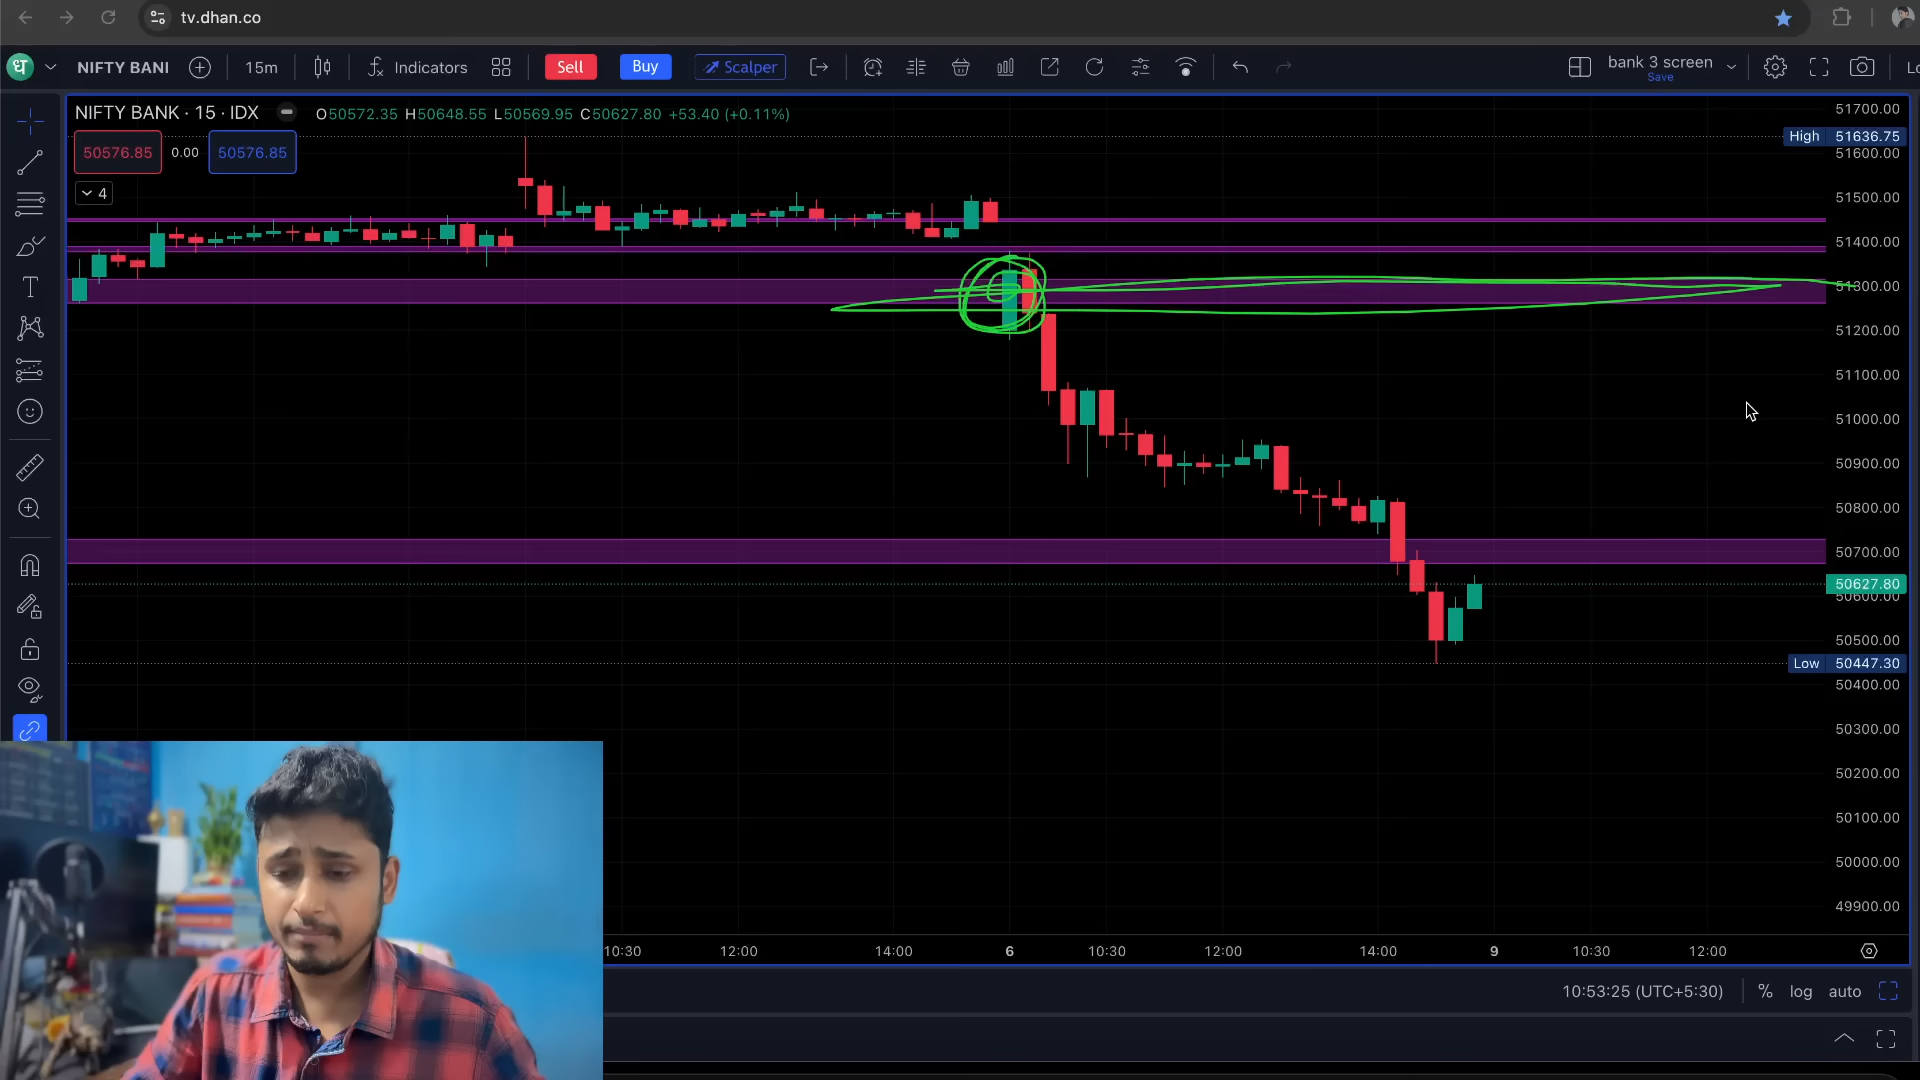 tv.dhan.co
ध NIFTY BANI 15m Indicators Sell Buy Scalper bank 3 screen
Save
NIFTY BANK · 15 · IDX O50572.35 H50648.55 L50569.95 C50627.80 +53.40 (+0.11%)
50576.85 0.00 50576.85
4
51700.00
High 51636.75
51600.00
51500.00
51400.00
51300.00
51200.00
51100.00
51000.00
50900.00
50800.00
50700.00
50627.80
50600.00
50500.00
Low 50447.30
50400.00
50300.00
50200.00
50100.00
50000.00
49900.00
10:30 12:00 14:00 6 10:30 12:00 14:00 9 10:30 12:00
10:53:25 (UTC+5:30) % log auto